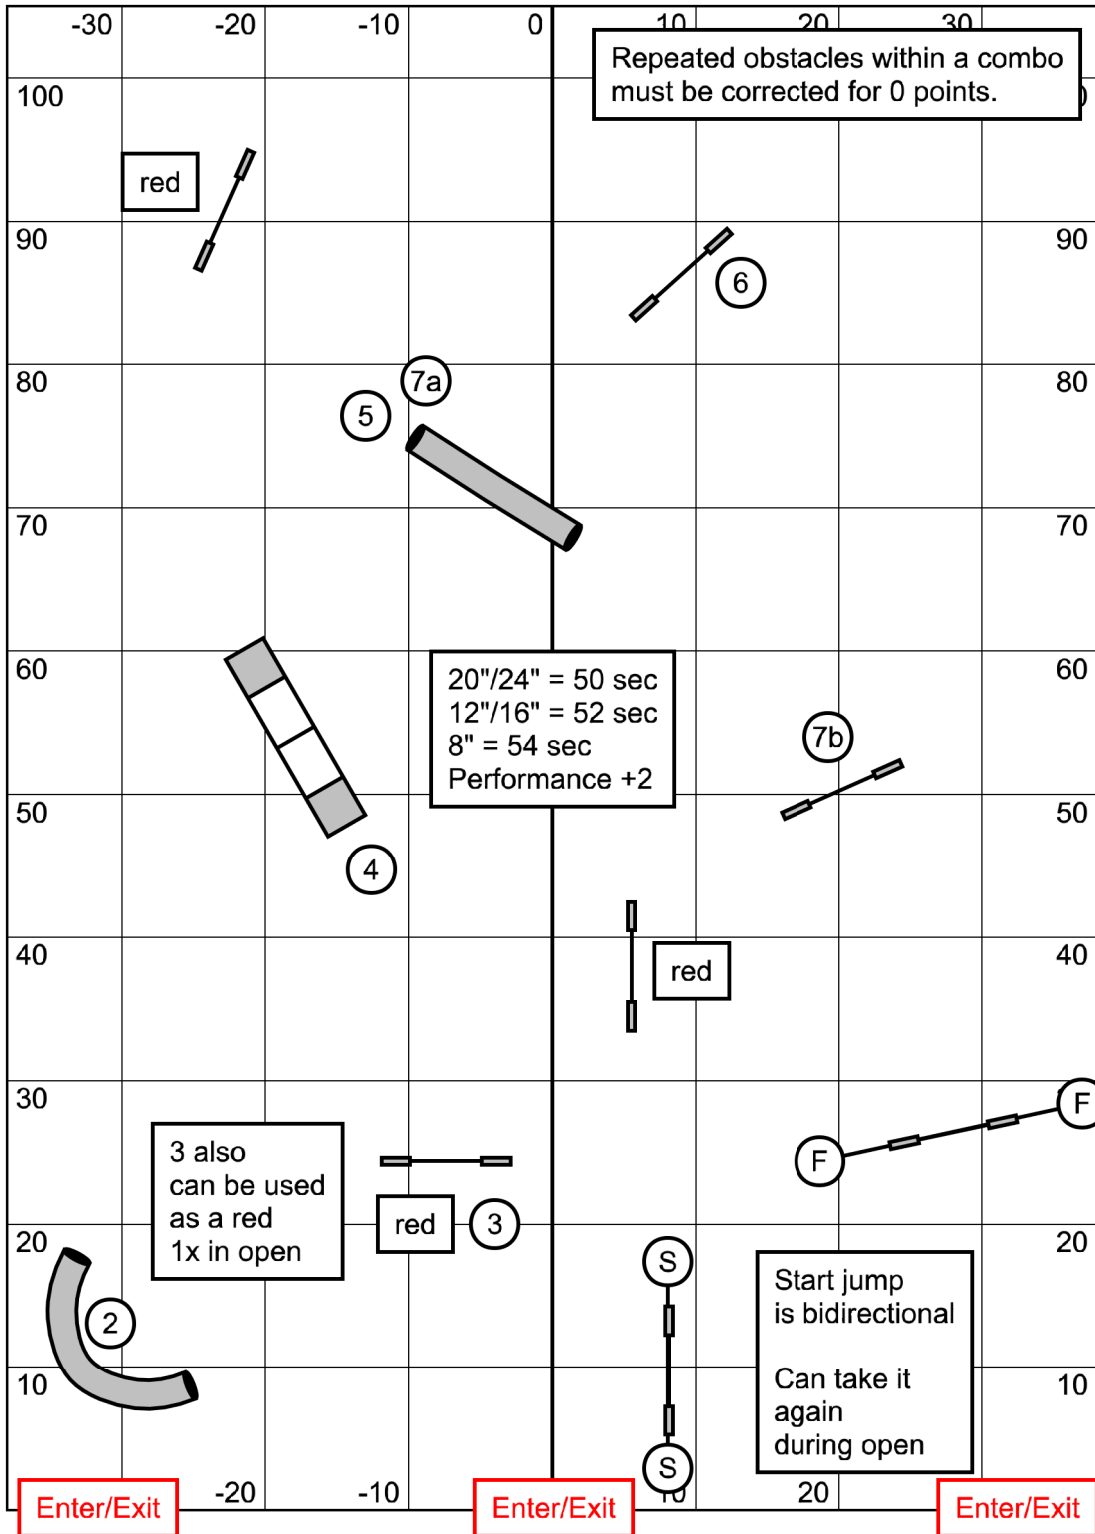 -30
-20
-10
0
10
20
30
Repeated obstacles within a combo
must be corrected for 0 points.
100
red
90
90
6
80
7a
80
5
70
70
60
60
20"/24" = 50 sec
12"/16" = 52 sec
8" = 54 sec
Performance +2
7b
50
50
4
40
40
red
30
30
F
F
3 also
can be used
as a red
1x in open
red
3
20
20
S
Start jump
is bidirectional
Can take it
again
during open
2
10
10
S
-20
-10
10
20
Enter/Exit
Enter/Exit
Enter/Exit